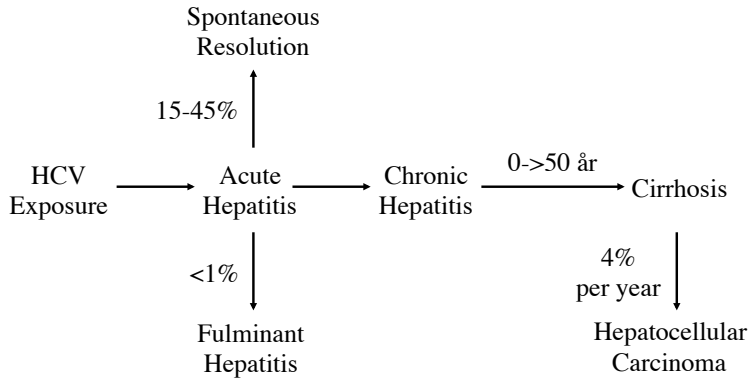 Spontaneous
Resolution
15-45%
HCV
Exposure
Acute
Hepatitis
Chronic
Hepatitis
0->50 år
Cirrhosis
<1%
4%
per year
Fulminant
Hepatitis
Hepatocellular
Carcinoma